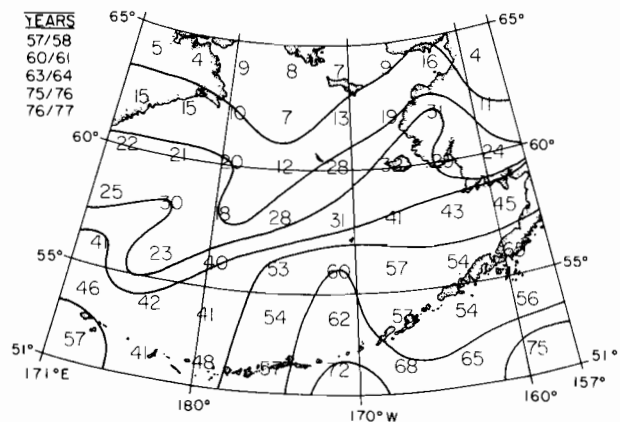 YEARS
57/58
60/61
63/64
75/76
76/77
65° 65°
5 4 9 8 7 9 16 4
15 15 10 7 13 19 31 11
60° 60°
22 21 20 12 28 24
25 30 18 28 31 41 43 45
41 23 40 53 60 57 54
55° 55°
46 42 41 54 62 53 54 56
57 41 48 57 72 68 65 75
51° 51°
171°E 180° 170°W 160° 157°